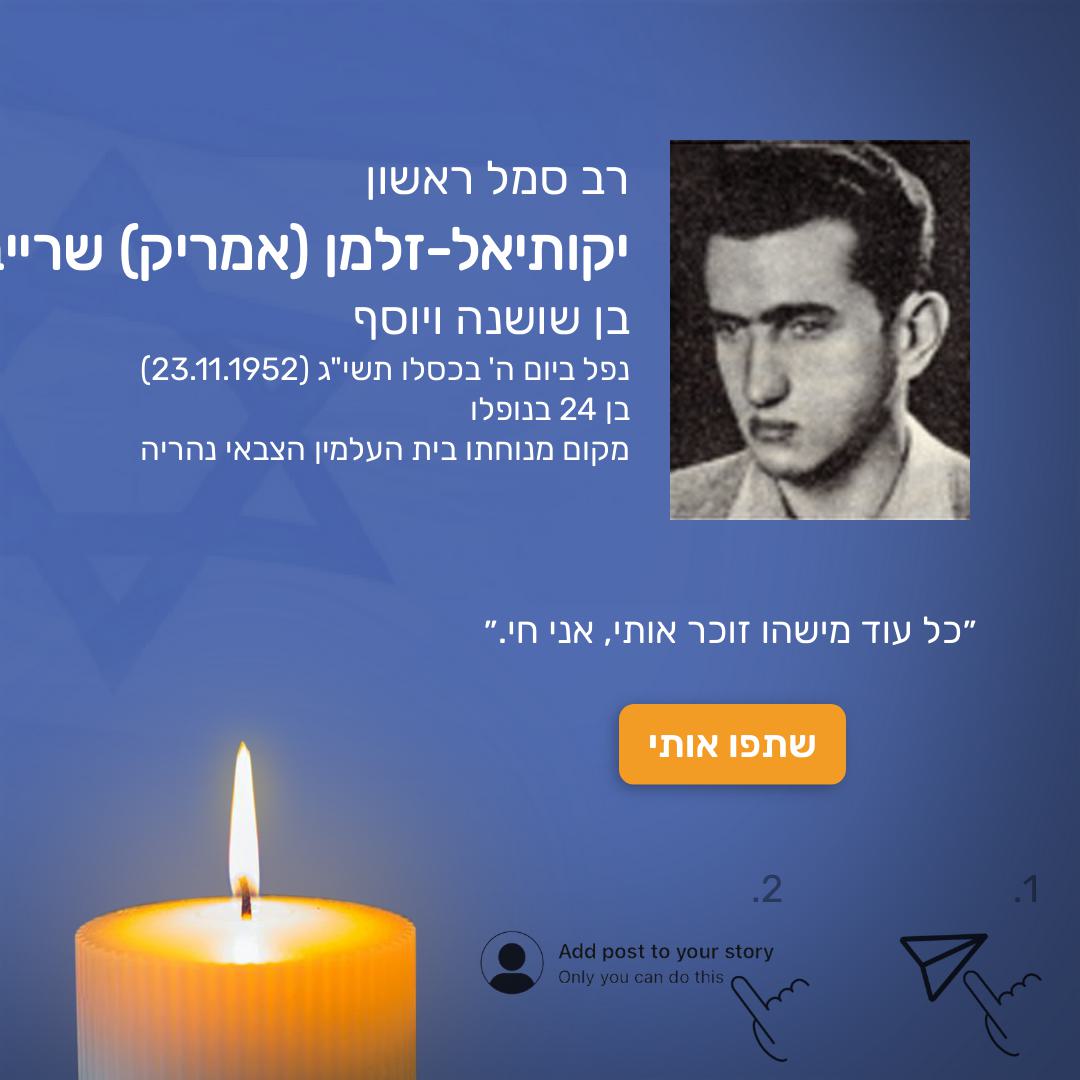 רב סמל ראשון
יקותיאל-זלמן (אמריק)
בן שושנה ויוסף
נפל ביום ה' בכסלו תשי"ג (23.11.1952)
בן 24 בנופלו
מקום מנוחתו בית העלמין הצבאי נהריה
״כל עוד מישהו זוכר אותי, אני חי.״
שתפו אותי
1.
2.
Add post to your story
Only you can do this